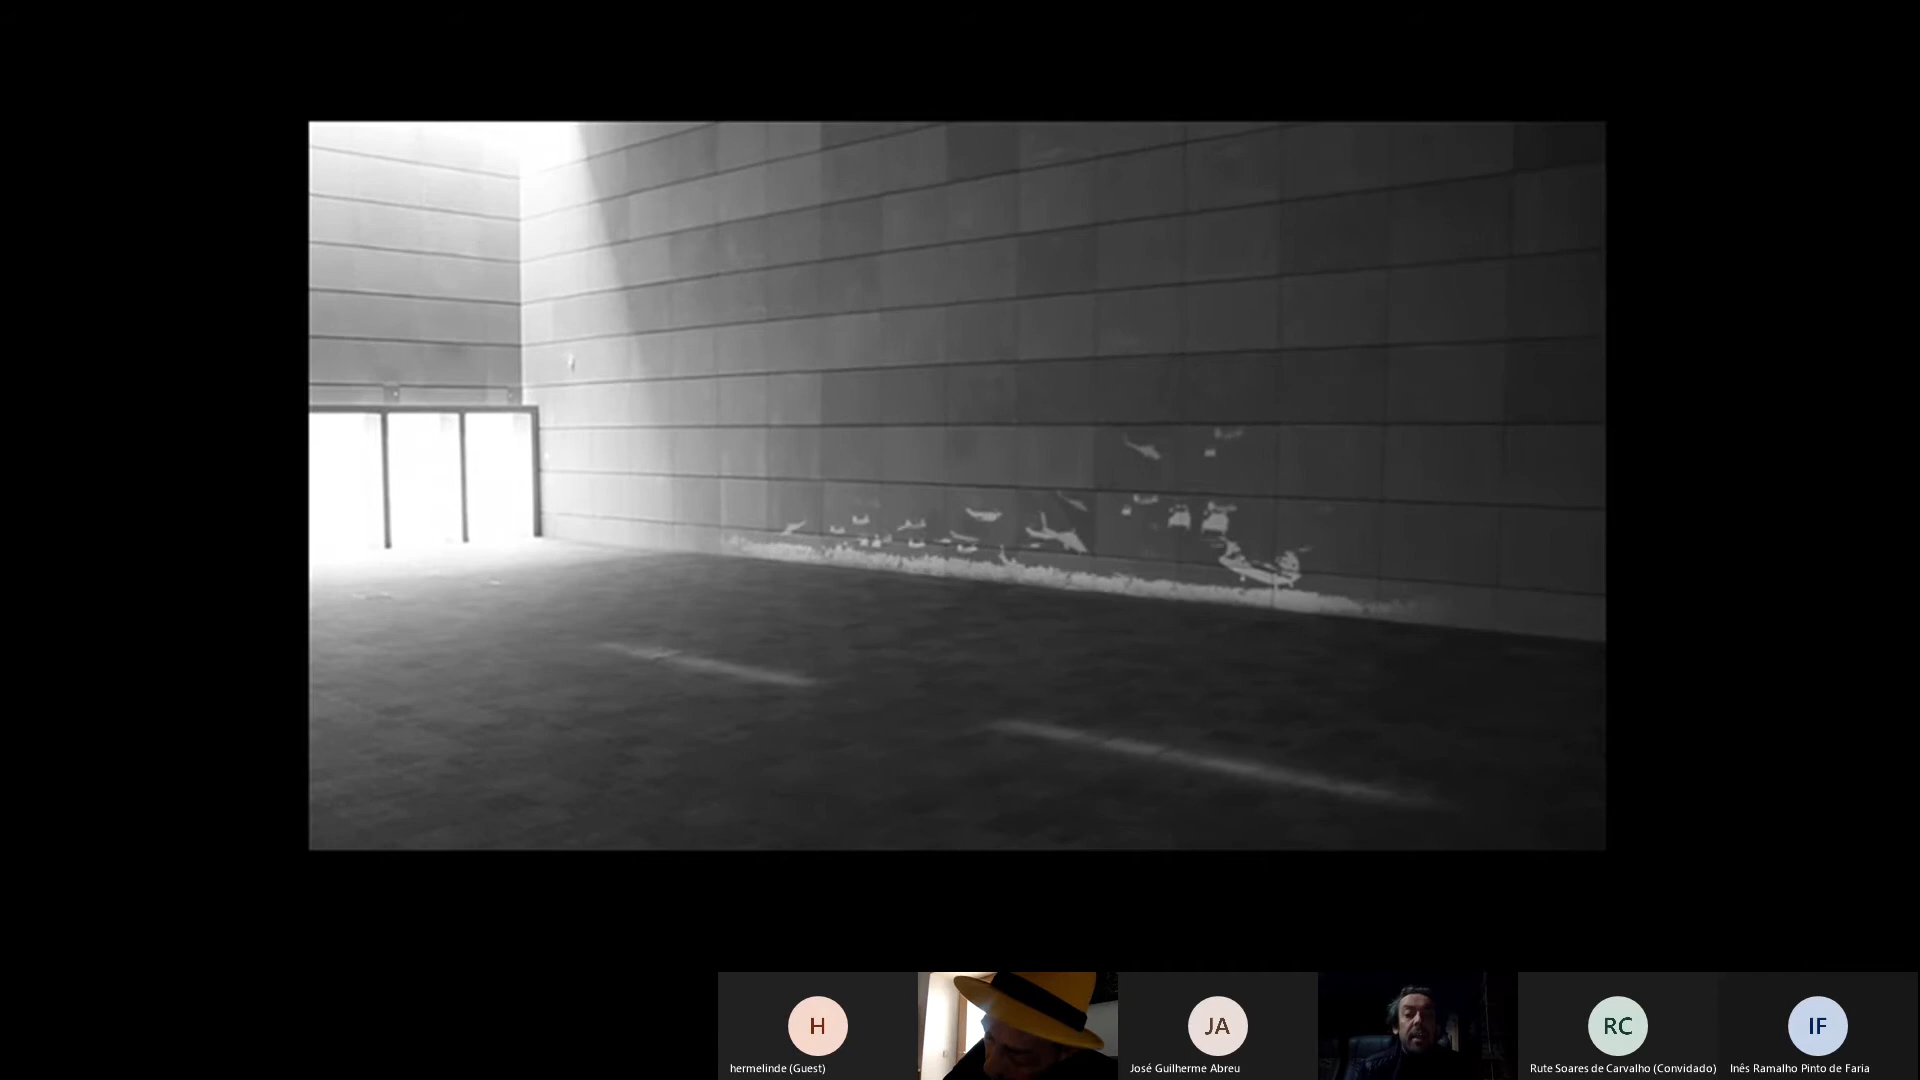 H
hermelinde (Guest)
JA
José Guilherme Abreu
RC
Rute Soares de Carvalho (Convidado)
IF
Inês Ramalho Pinto de Faria